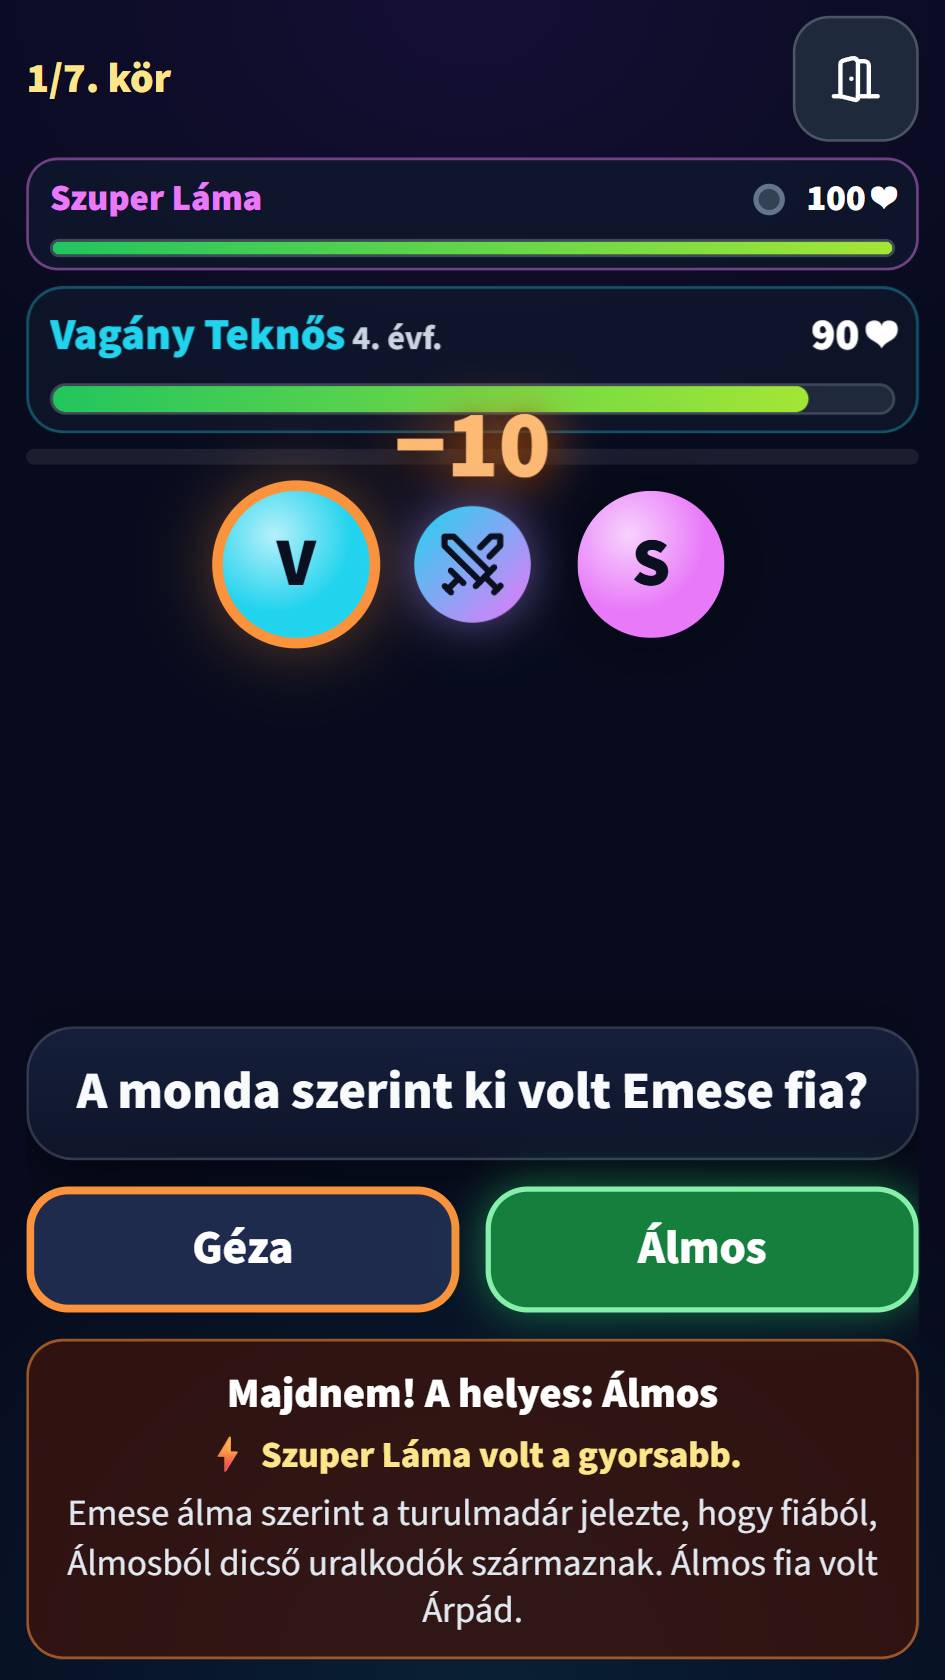 1/7. kör
Szuper Láma 100
Vagány Teknős 4. évf. 90
−10
V S
A monda szerint ki volt Emese fia?
Géza
Álmos
Majdnem! A helyes: Álmos
Szuper Láma volt a gyorsabb.
Emese álma szerint a turulmadár jelezte, hogy fiából,
Álmosból dicső uralkodók származnak. Álmos fia volt
Árpád.